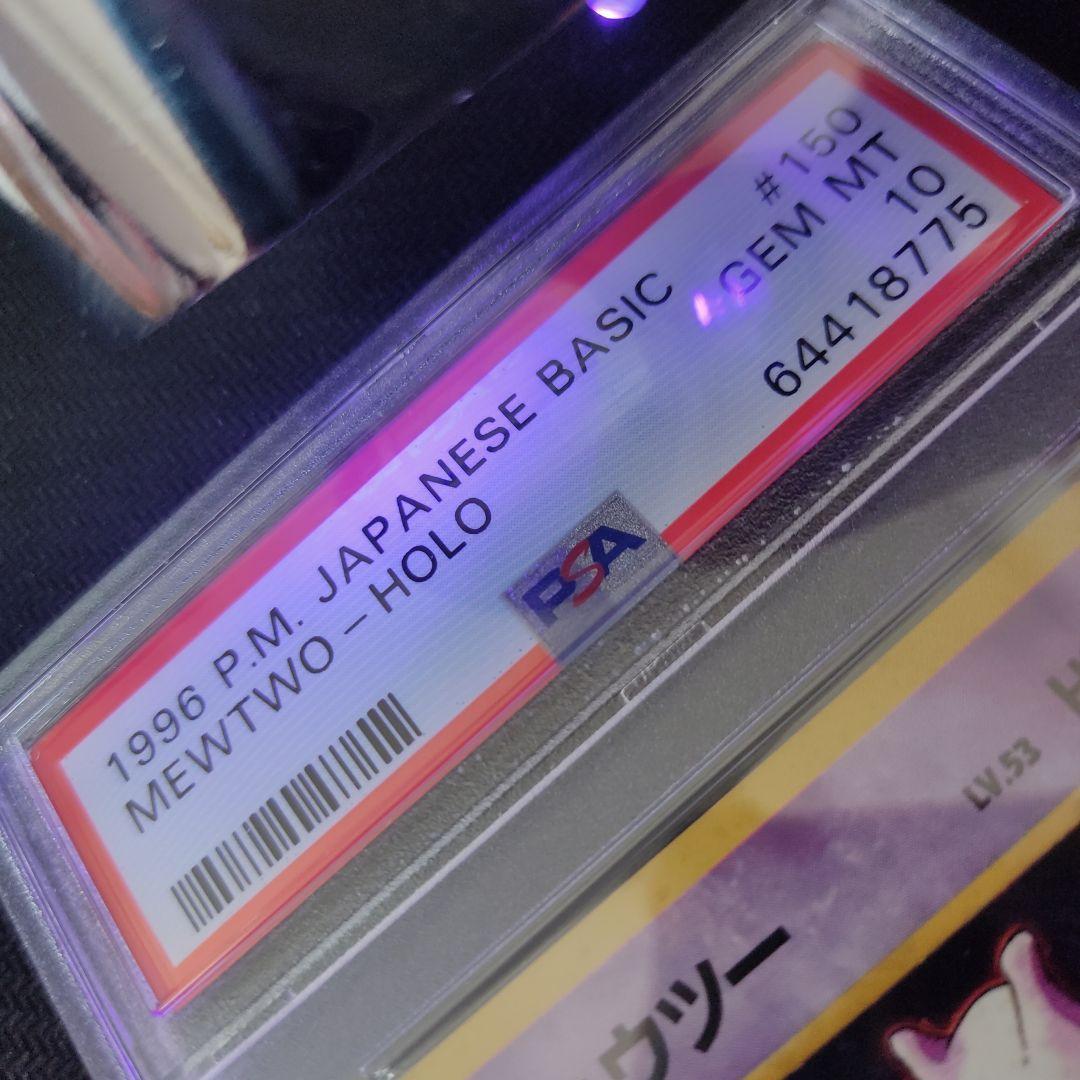 1996 P.M. JAPANESE BASIC #150
MEWTWO-HOLO GEM MT
10
64418775
PSA
LV.53
ウツー